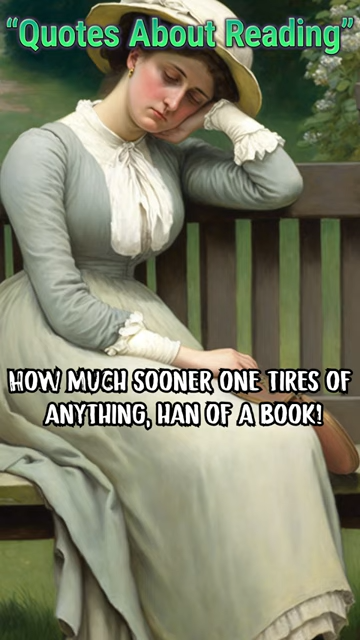 “Quotes About Reading”
HOW MUCH SOONER ONE TIRES OF
ANYTHING, HAN OF A BOOK!